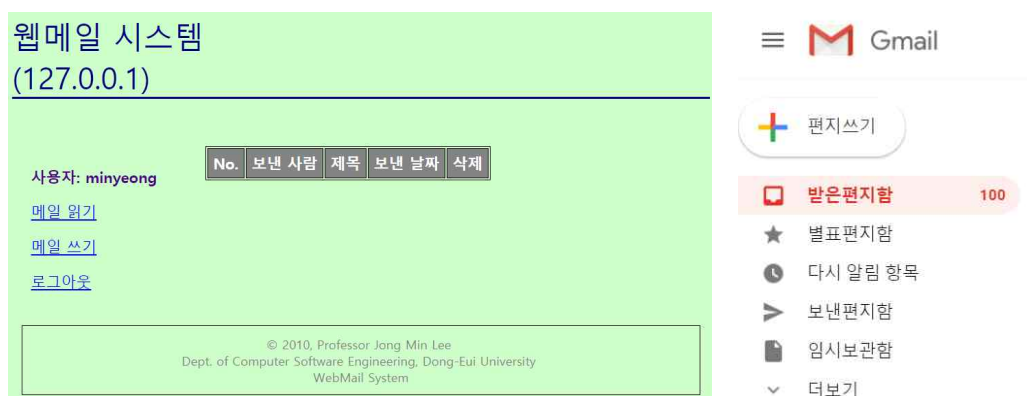 웹메일 시스템
(127.0.0.1)
사용자: minyeong
메일 읽기
메일 쓰기
로그아웃
No. 보낸 사람 제목 보낸 날짜 삭제
© 2010, Professor Jong Min Lee
Dept. of Computer Software Engineering, Dong-Eui University
WebMail System
Gmail
편지쓰기
받은편지함 100
별표편지함
다시 알림 항목
보낸편지함
임시보관함
더보기